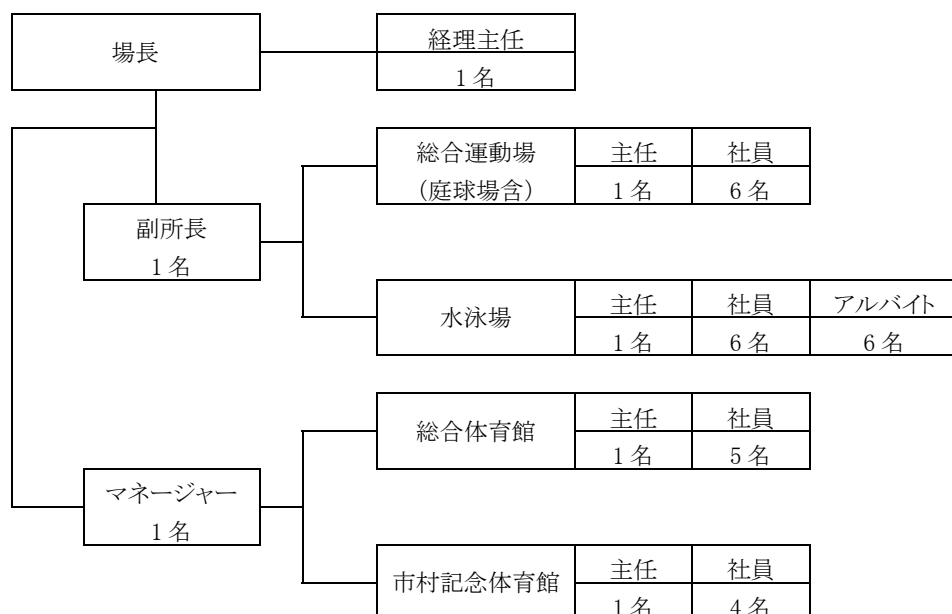 場長
経理主任
1名
総合運動場
(庭球場含)
主任 社員
1名 6名
副所長
1名
水泳場
主任 社員 アルバイト
1名 6名 6名
総合体育館
主任 社員
1名 5名
マネージャー
1名
市村記念体育館
主任 社員
1名 4名